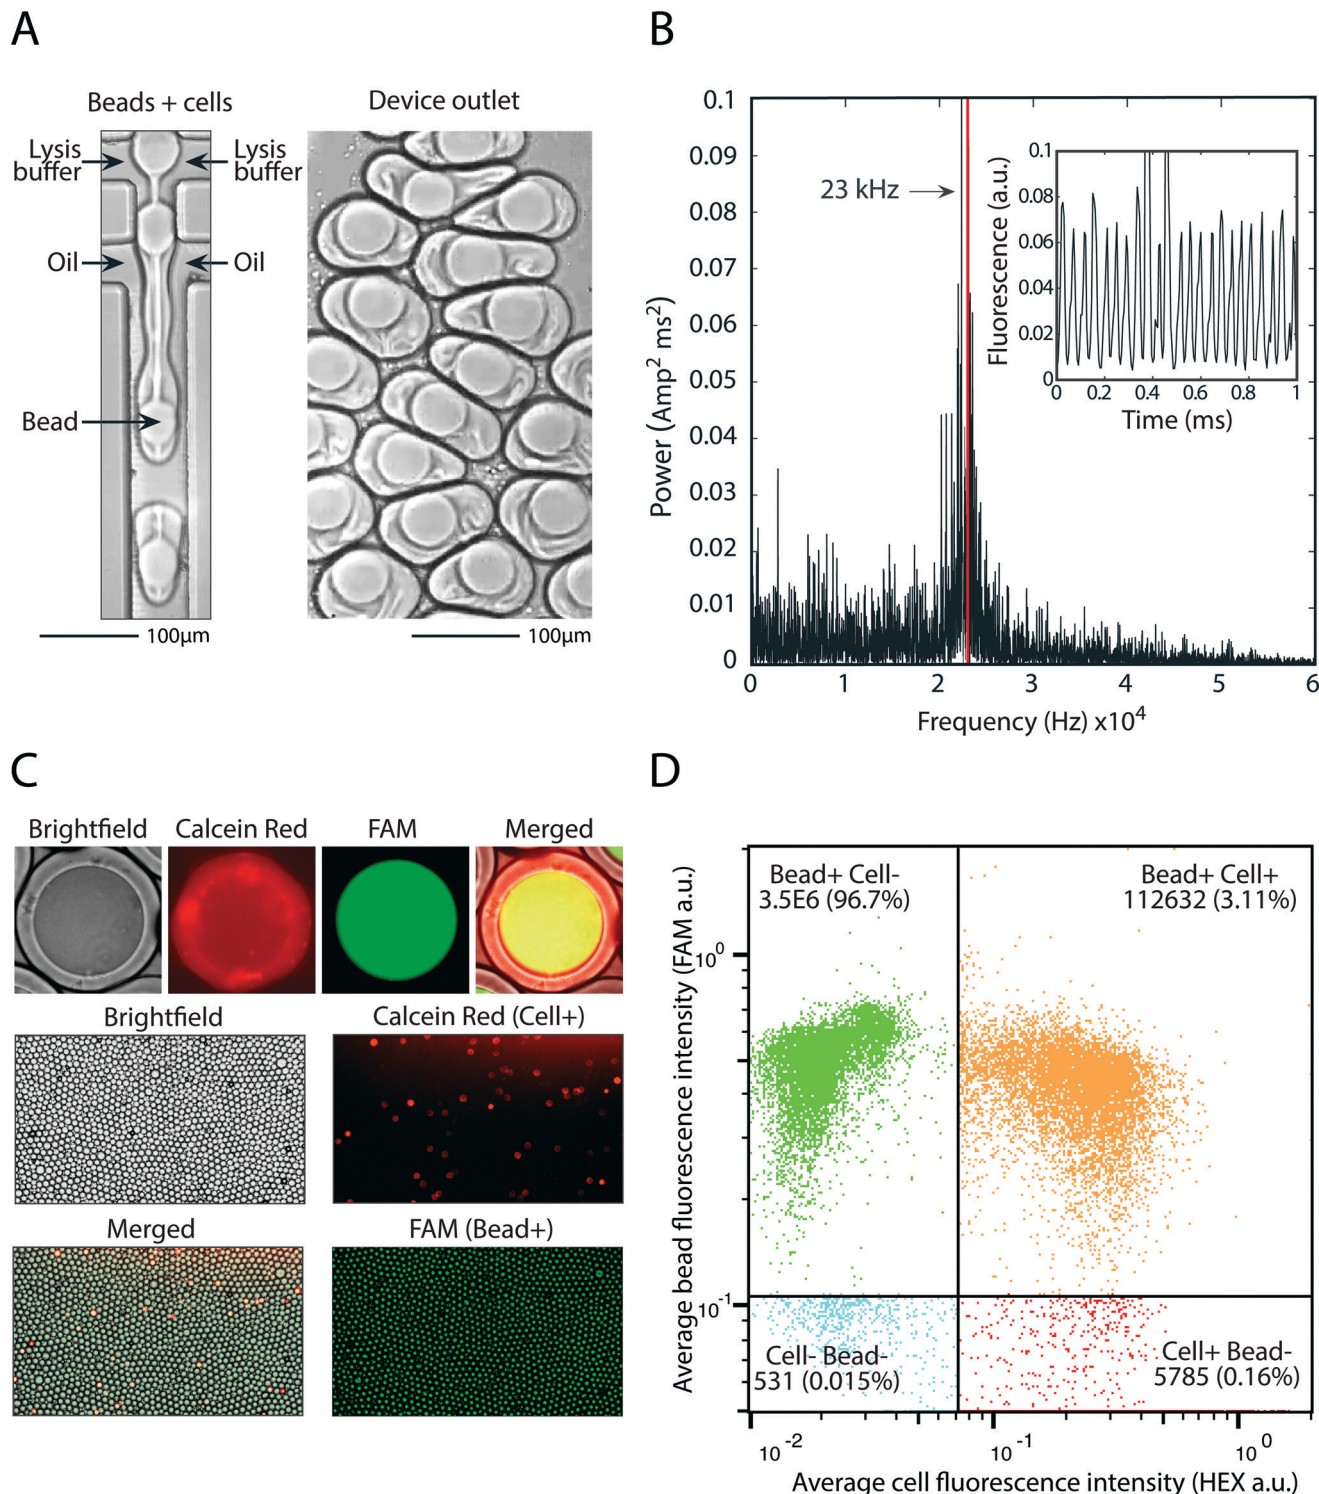 A
Beads + cells
Device outlet
Lysis
buffer
Lysis
buffer
Oil
Oil
Bead
100μm
100μm
B
0.1
0.09
0.08
0.07
0.06
0.05
0.04
0.03
0.02
0.01
0
Power (Amp² ms²)
23 kHz
0 1 2 3 4 5 6
Frequency (Hz) x10⁴
0.1
0.08
0.06
0.04
0.02
0
Fluorescence (a.u.)
0 0.2 0.4 0.6 0.8 1
Time (ms)
C
Brightfield Calcein Red FAM Merged
Brightfield
Calcein Red (Cell+)
Merged
FAM (Bead+)
D
Bead+ Cell-
3.5E6 (96.7%)
Bead+ Cell+
112632 (3.11%)
Cell- Bead-
531 (0.015%)
Cell+ Bead-
5785 (0.16%)
10⁰
10⁻¹
Average bead fluorescence intensity (FAM a.u.)
10⁻² 10⁻¹ 10⁰
Average cell fluorescence intensity (HEX a.u.)